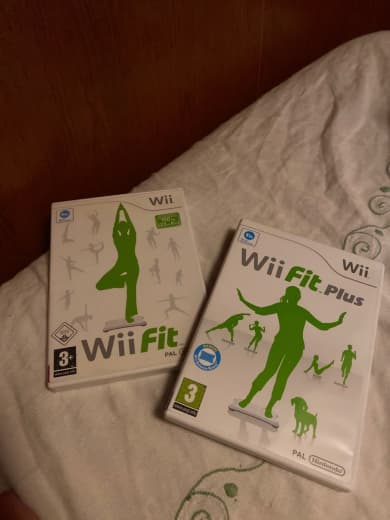 Wii
Wii Fit
PAL
3+
Wii
Wii Fit Plus
3
PAL Nintendo